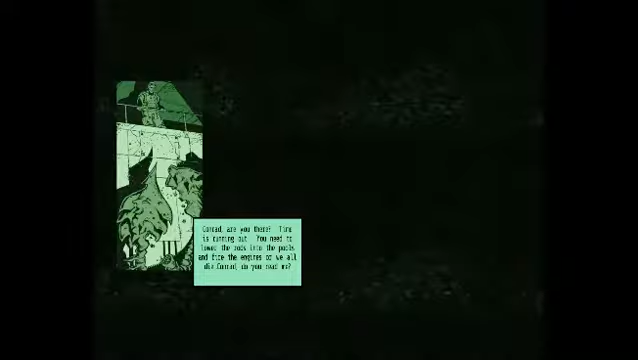 Conrad, are you there? Time
is running out. You need to
lower the rods into the pools
and fire the engines or we all
die.Conrad, do you read me?